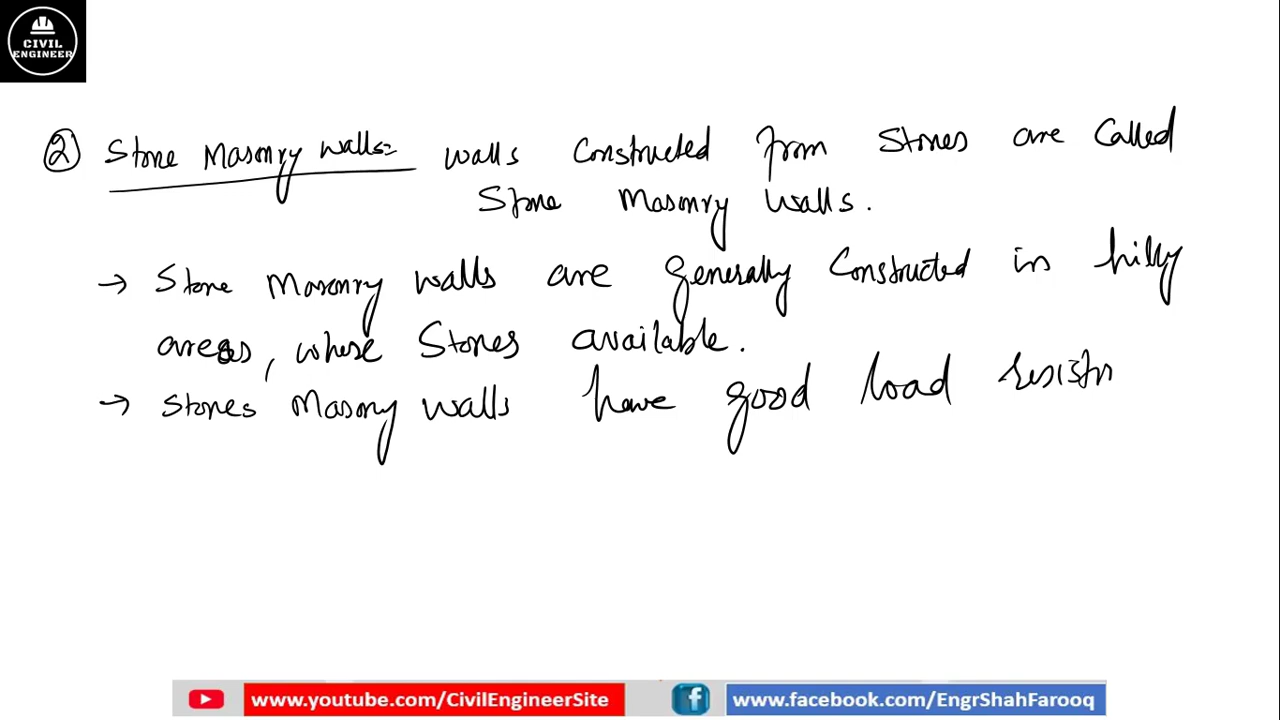 CIVIL
ENGINEER
② Stone Masonry walls:- walls constructed from Stones are Called
Stone Masonry walls.
→ Stone Masonry walls are generally Constructed in hilly
areas, where Stones available.
→ Stones Masonry walls have good load resistn
www.youtube.com/CivilEngineerSite
www.facebook.com/EngrShahFarooq